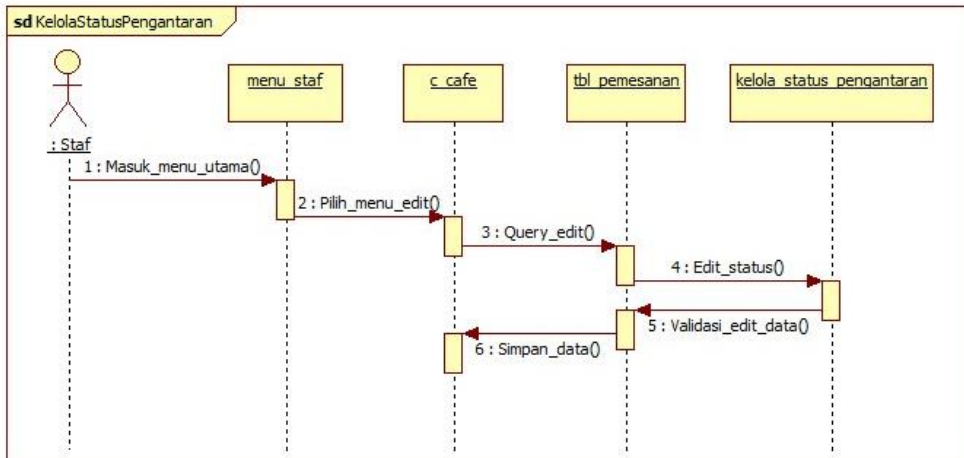 sd KelolaStatusPengantaran
menu_staf
c_cafe
tbl_pemesanan
kelola_status_pengantaran
: Staf
1 : Masuk_menu_utama()
2 : Pilih_menu_edit()
3 : Query_edit()
4 : Edit_status()
5 : Validasi_edit_data()
6 : Simpan_data()